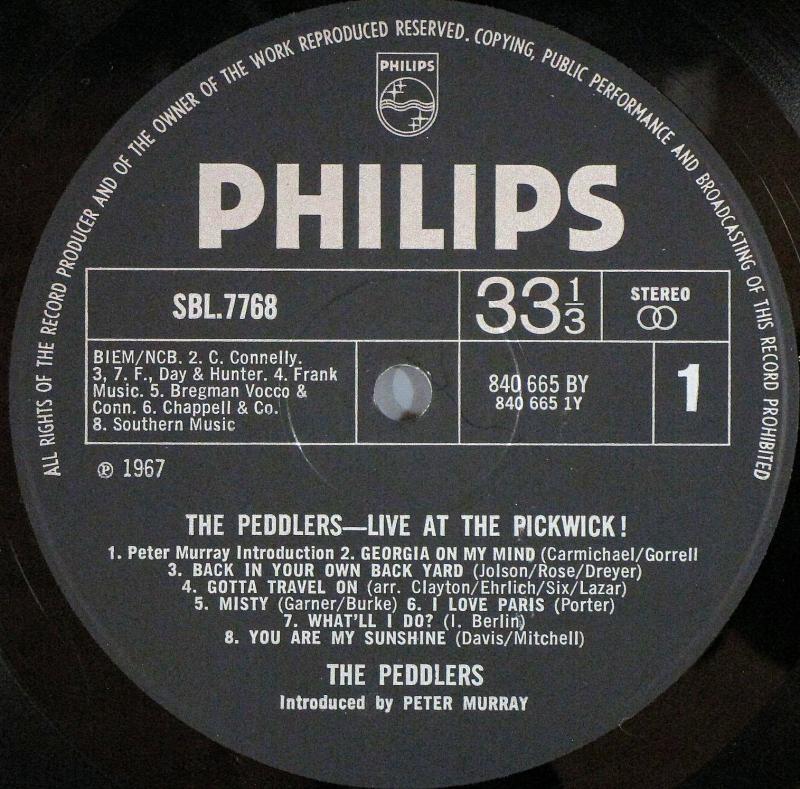 ALL RIGHTS OF THE RECORD PRODUCER AND OF THE OWNER OF THE WORK REPRODUCED RESERVED. COPYING, PUBLIC PERFORMANCE AND BROADCASTING OF THIS RECORD PROHIBITED
PHILIPS
PHILIPS
SBL.7768
33 1/3
STEREO
BIEM/NCB. 2. C. Connelly.
3, 7. F., Day & Hunter. 4. Frank
Music. 5. Bregman Vocco &
Conn. 6. Chappell & Co.
8. Southern Music
840 665 BY
840 665 1Y
1
℗ 1967
THE PEDDLERS—LIVE AT THE PICKWICK!
1. Peter Murray Introduction 2. GEORGIA ON MY MIND (Carmichael/Gorrell
3. BACK IN YOUR OWN BACK YARD (Jolson/Rose/Dreyer)
4. GOTTA TRAVEL ON (arr. Clayton/Ehrlich/Six/Lazar)
5. MISTY (Garner/Burke) 6. I LOVE PARIS (Porter)
7. WHAT'LL I DO? (I. Berlin)
8. YOU ARE MY SUNSHINE (Davis/Mitchell)
THE PEDDLERS
Introduced by PETER MURRAY